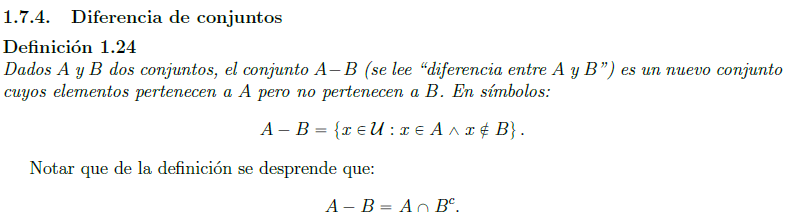 1.7.4. Diferencia de conjuntos
Definición 1.24
Dados A y B dos conjuntos, el conjunto A−B (se lee “diferencia entre A y B”) es un nuevo conjunto
cuyos elementos pertenecen a A pero no pertenecen a B. En símbolos:
A − B = {x ∈ 𝒰 : x ∈ A ∧ x ∉ B} .
Notar que de la definición se desprende que:
A − B = A ∩ Bᶜ.